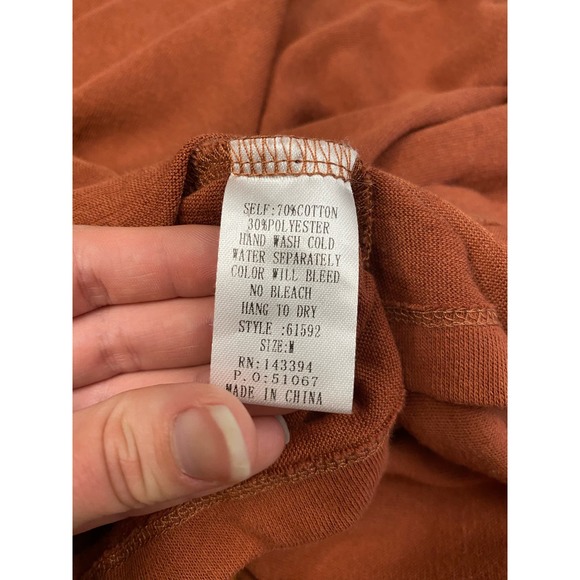 SELF:70%COTTON
30%POLYESTER
HAND WASH COLD
WATER SEPARATELY
COLOR WILL BLEED
NO BLEACH
HANG TO DRY
STYLE :61592
SIZE:M
RN:143394
P.O:51067
MADE IN CHINA